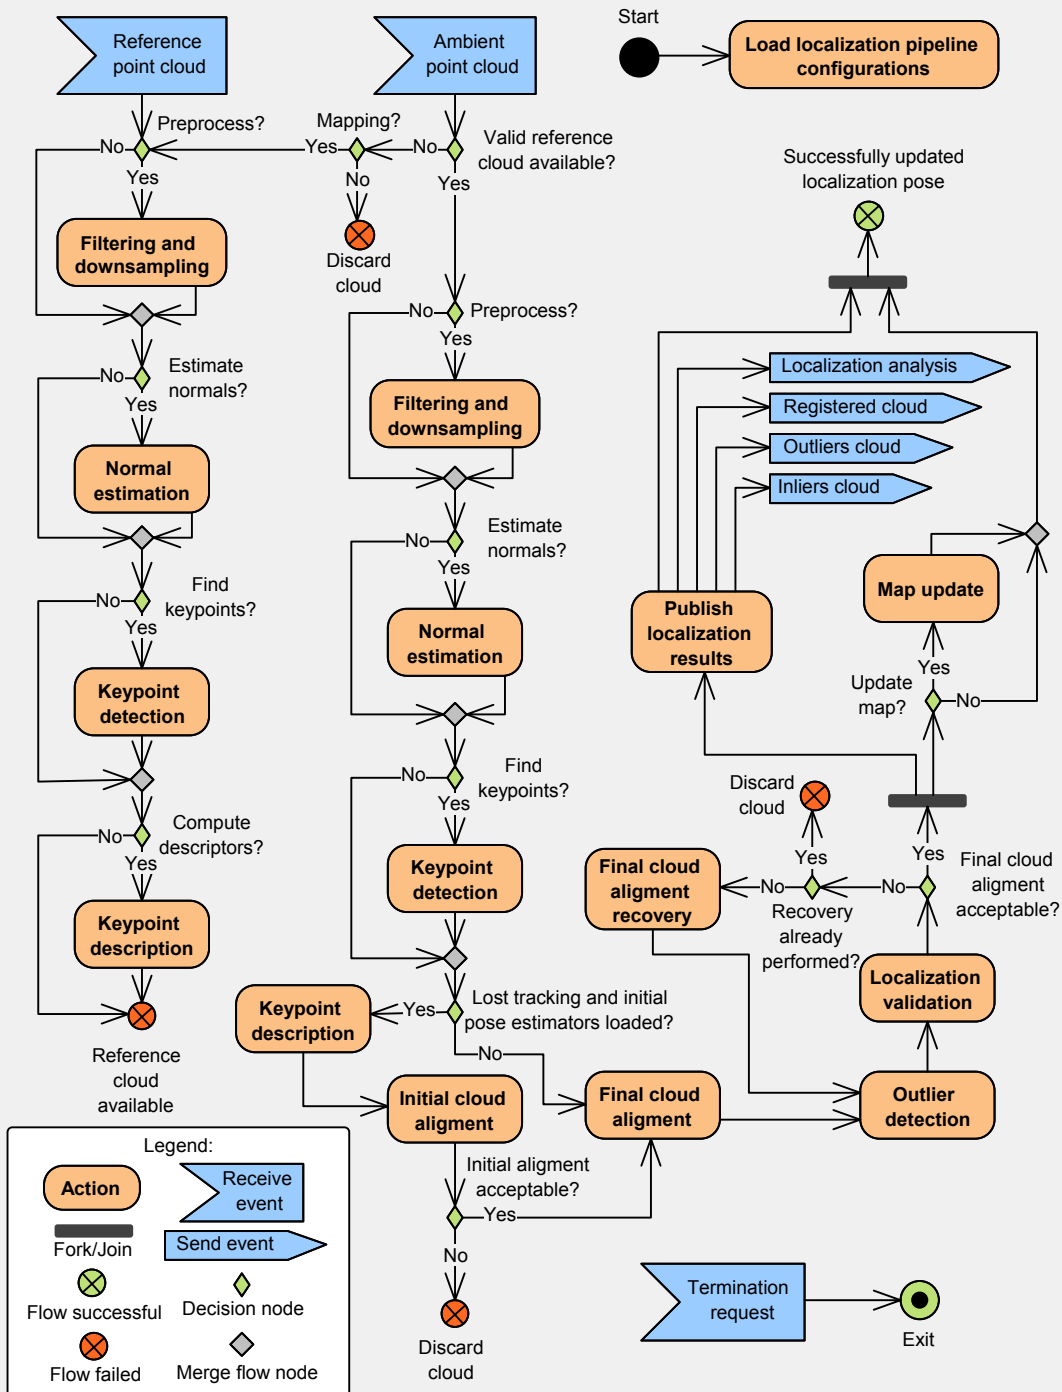 Start
Reference
point cloud
Ambient
point cloud
Load localization pipeline
configurations
Preprocess?
Mapping?
Valid reference
cloud available?
No
Yes
No
Yes
No
Yes
Successfully updated
localization pose
Filtering and
downsampling
Discard
cloud
No
Preprocess?
Yes
Estimate
normals?
No
Yes
Localization analysis
Registered cloud
Outliers cloud
Inliers cloud
Filtering and
downsampling
Normal
estimation
Estimate
normals?
No
Yes
Find
keypoints?
No
Yes
Map update
Publish
localization
results
Normal
estimation
Keypoint
detection
Yes
Update
map?
No
Find
keypoints?
No
Yes
Discard
cloud
Compute
descriptors?
No
Yes
Keypoint
detection
Final cloud
aligment
recovery
Yes
No
Recovery
already
performed?
No
Yes
Final cloud
aligment
acceptable?
Keypoint
description
Localization
validation
Keypoint
description
Yes
Lost tracking and initial
pose estimators loaded?
No
Reference
cloud
available
Initial cloud
aligment
Final cloud
aligment
Outlier
detection
Initial aligment
acceptable?
Yes
No
Discard
cloud
Legend:
Action
Receive
event
Fork/Join
Send event
Flow successful
Decision node
Flow failed
Merge flow node
Termination
request
Exit